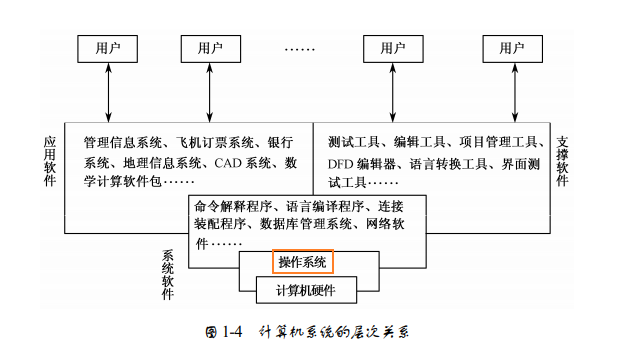 用户
用户
······
用户
用户
应用软件
管理信息系统、飞机订票系统、银行
系统、地理信息系统、CAD 系统、数
学计算软件包······
测试工具、编辑工具、项目管理工具、
DFD 编辑器、语言转换工具、界面测
试工具······
支撑软件
命令解释程序、语言编译程序、连接
装配程序、数据库管理系统、网络软
件······
系统软件
操作系统
计算机硬件
图 1-4 计算机系统的层次关系